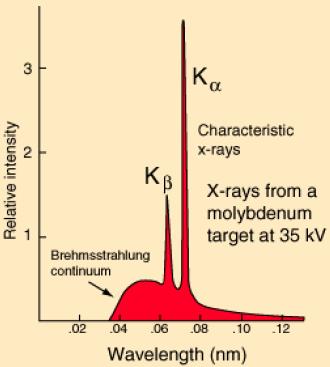 3
Kα
Characteristic
x-rays
2
Kβ
X-rays from a
molybdenum
target at 35 kV
Relative intensity
1
Brehmsstrahlung
continuum
.02 .04 .06 .08 .10 .12
Wavelength (nm)